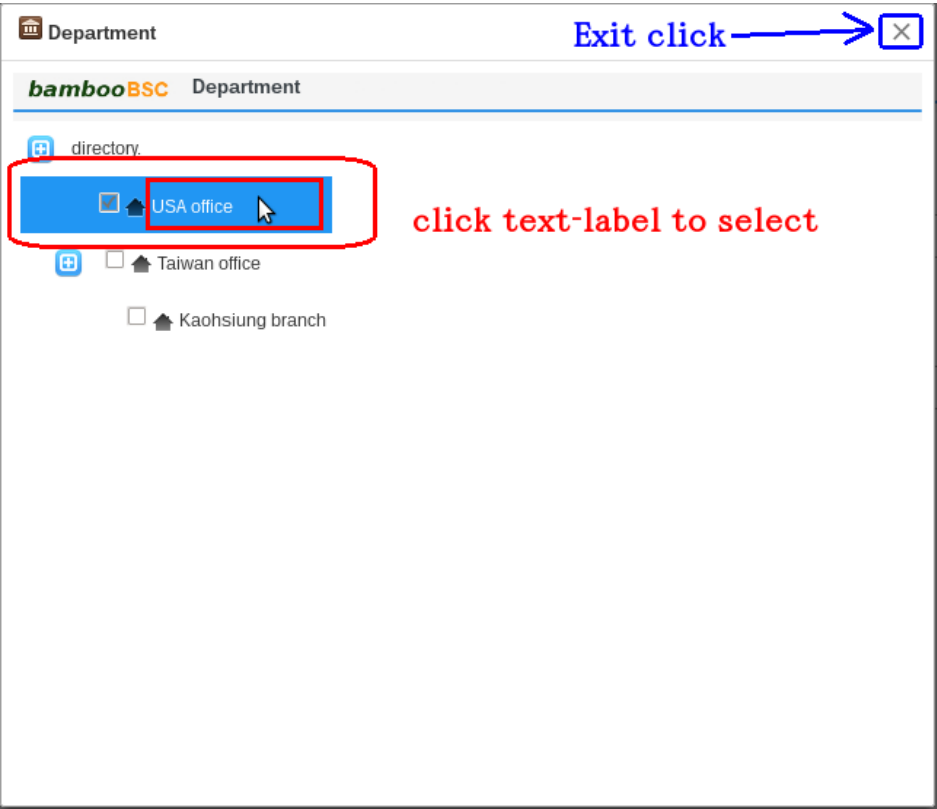 Department
Exit click
bambooBSC Department
directory.
USA office
click text-label to select
Taiwan office
Kaohsiung branch